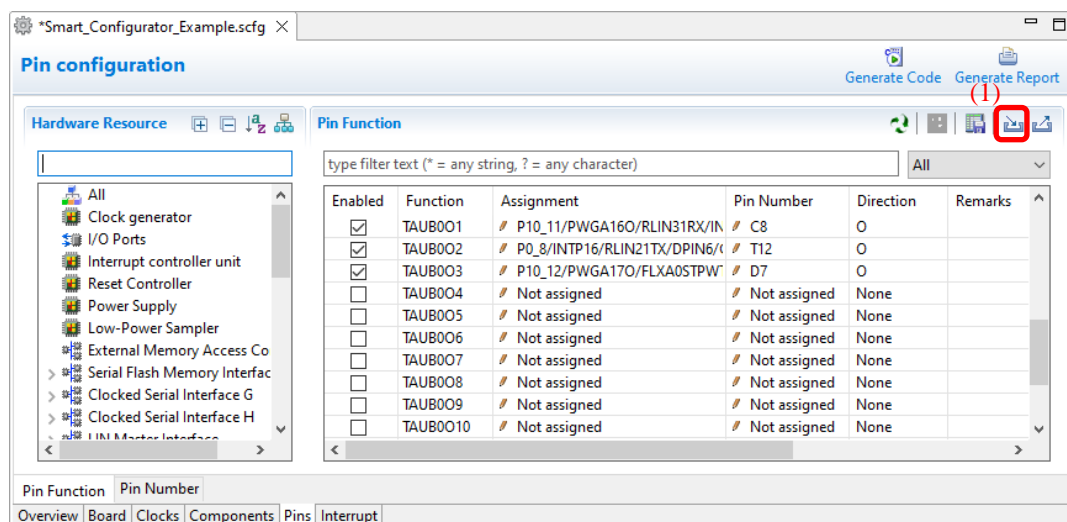 *Smart_Configurator_Example.scfg
Pin configuration
Generate Code Generate Report
(1)
Hardware Resource
Pin Function
type filter text (* = any string, ? = any character)
All
All
Clock generator
I/O Ports
Interrupt controller unit
Reset Controller
Power Supply
Low-Power Sampler
External Memory Access Co
Serial Flash Memory Interfac
Clocked Serial Interface G
Clocked Serial Interface H
LIN Master Interface
Enabled Function Assignment Pin Number Direction Remarks
TAUB0O1 P10_11/PWGA16O/RLIN31RX/IN C8 O
TAUB0O2 P0_8/INTP16/RLIN21TX/DPIN6/ T12 O
TAUB0O3 P10_12/PWGA17O/FLXA0STPWT D7 O
TAUB0O4 Not assigned Not assigned None
TAUB0O5 Not assigned Not assigned None
TAUB0O6 Not assigned Not assigned None
TAUB0O7 Not assigned Not assigned None
TAUB0O8 Not assigned Not assigned None
TAUB0O9 Not assigned Not assigned None
TAUB0O10 Not assigned Not assigned None
Pin Function Pin Number
Overview Board Clocks Components Pins Interrupt